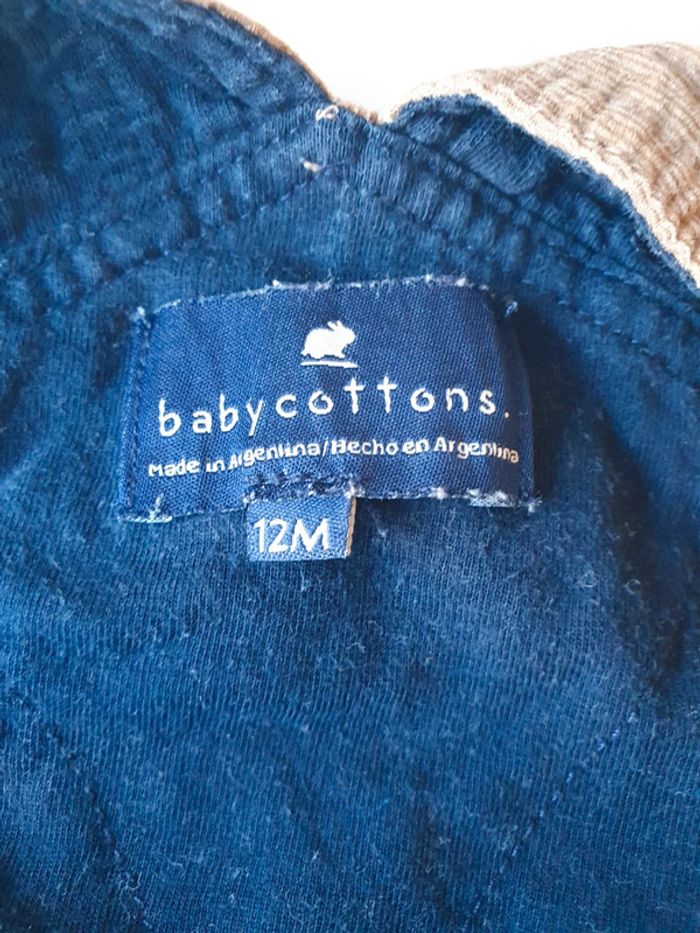 babycottons.
Made in Argentina/Hecho en Argentina
12M